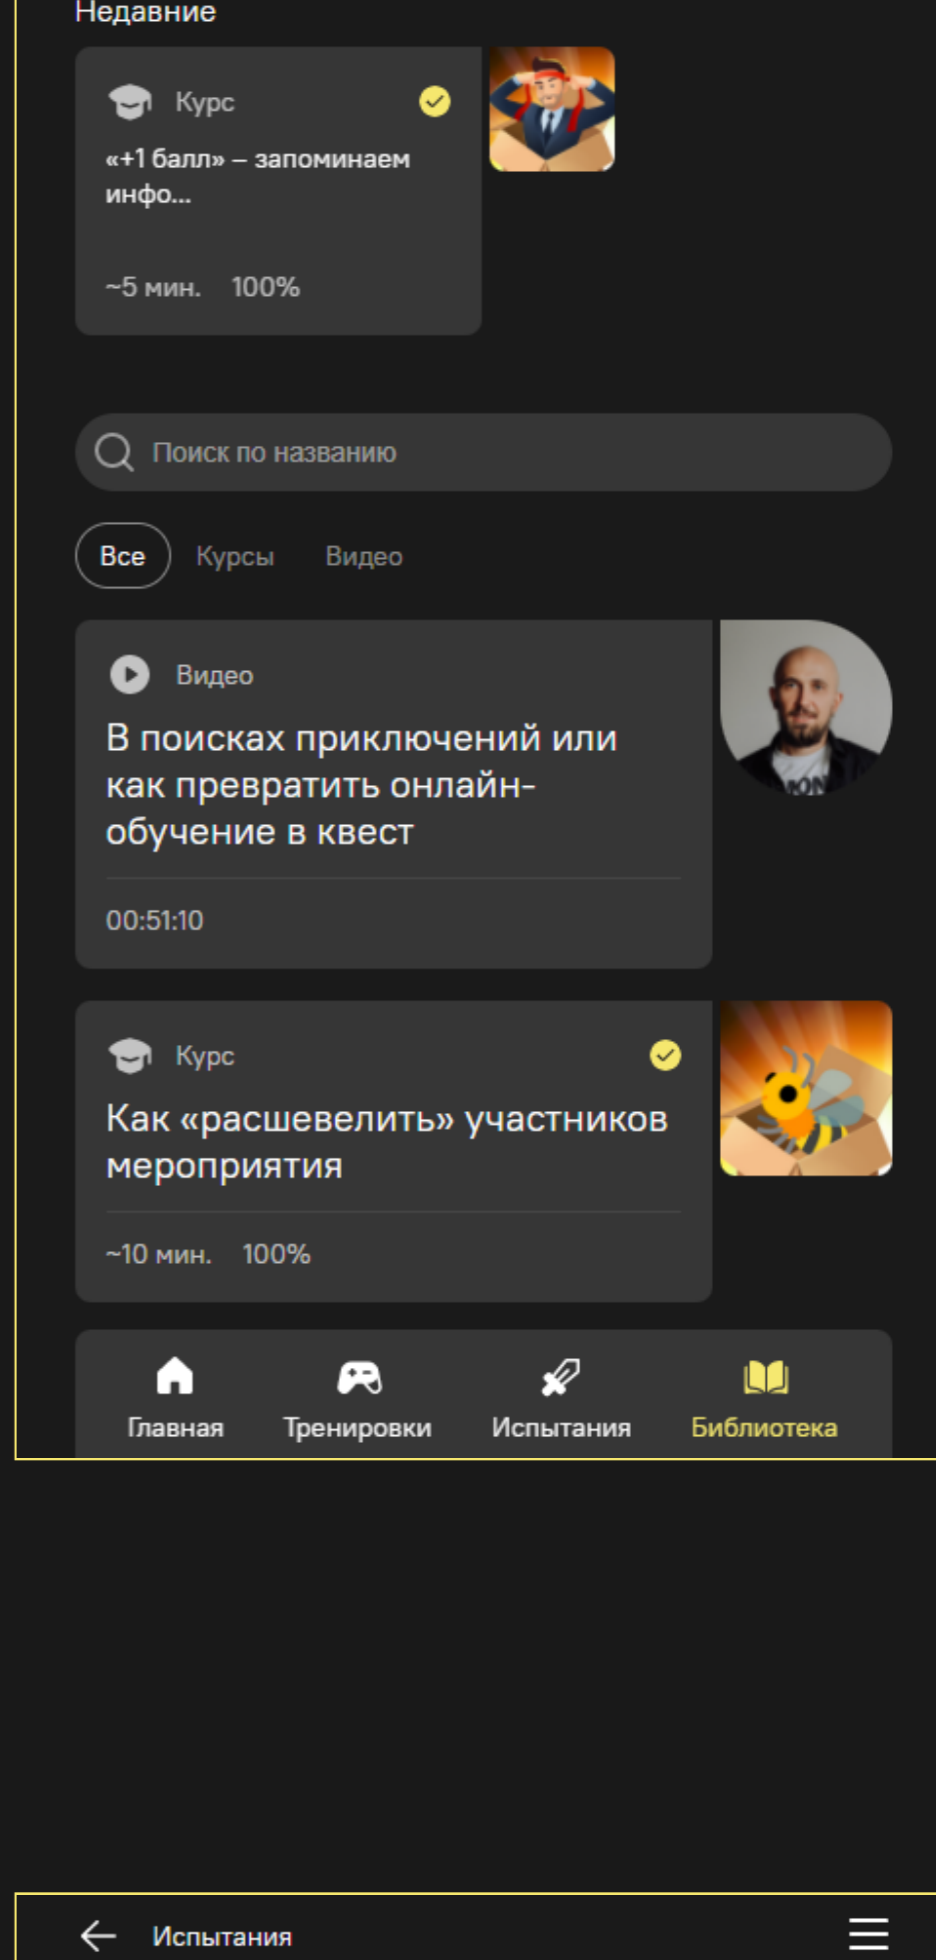 Недавние
Курс
«+1 балл» – запоминаем
инфо...
~5 мин. 100%
Поиск по названию
Все Курсы Видео
Видео
В поисках приключений или
как превратить онлайн-
обучение в квест
00:51:10
Курс
Как «расшевелить» участников
мероприятия
~10 мин. 100%
Главная Тренировки Испытания Библиотека
Испытания